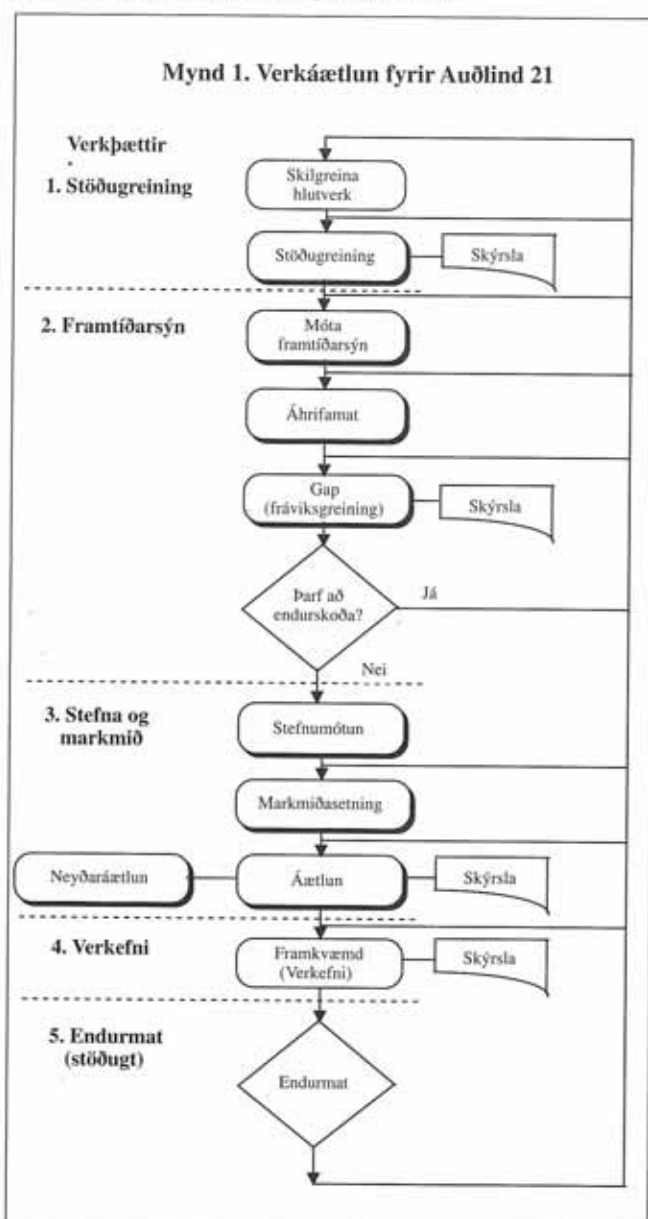 Mynd 1. Verkáætlun fyrir Auðlind 21
Verkþættir
1. Stöðugreining
Skilgreina
hlutverk
Stöðugreining
Skýrsla
2. Framtíðarsýn
Móta
framtíðarsýn
Áhrifamat
Gap
(fráviksgreining)
Skýrsla
Þarf að
endurskoða?
Já
Nei
3. Stefna og
markmið
Stefnumótun
Markmiðasetning
Neyðaráætlun
Áætlun
Skýrsla
4. Verkefni
Framkvæmd
(Verkefni)
Skýrsla
5. Endurmat
(stöðugt)
Endurmat